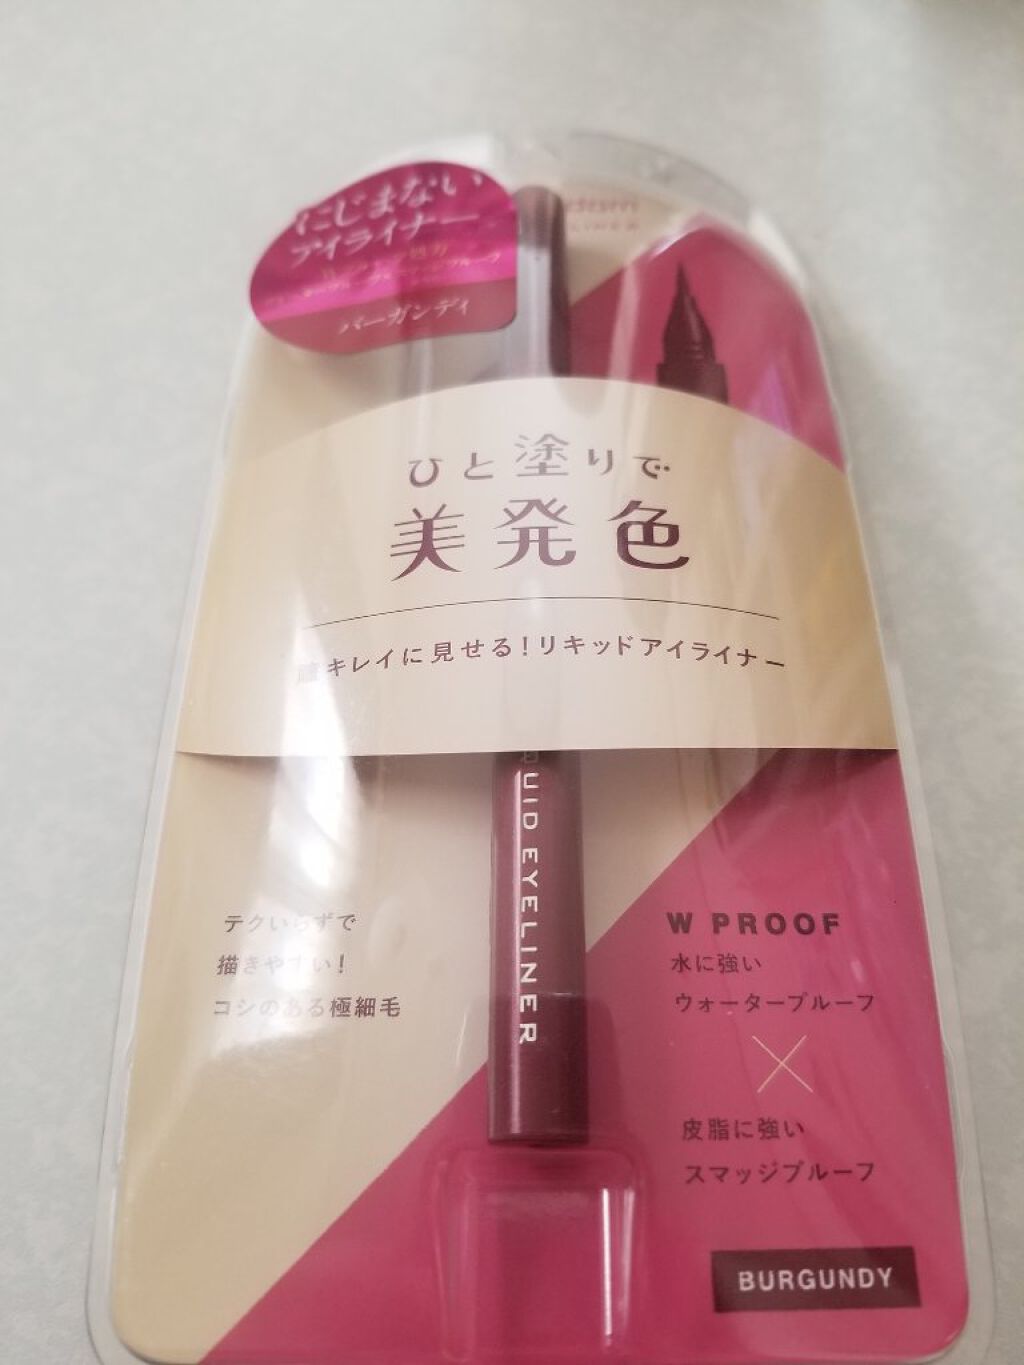 にじまない
アイライナー
バーガンディ
ひと塗りで
美発色
瞳キレイに見せる!リキッドアイライナー
QUID EYELINER
テクいらずで
描きやすい!
コシのある極細毛
W PROOF
水に強い
ウォータープルーフ
×
皮脂に強い
スマッジプルーフ
BURGUNDY